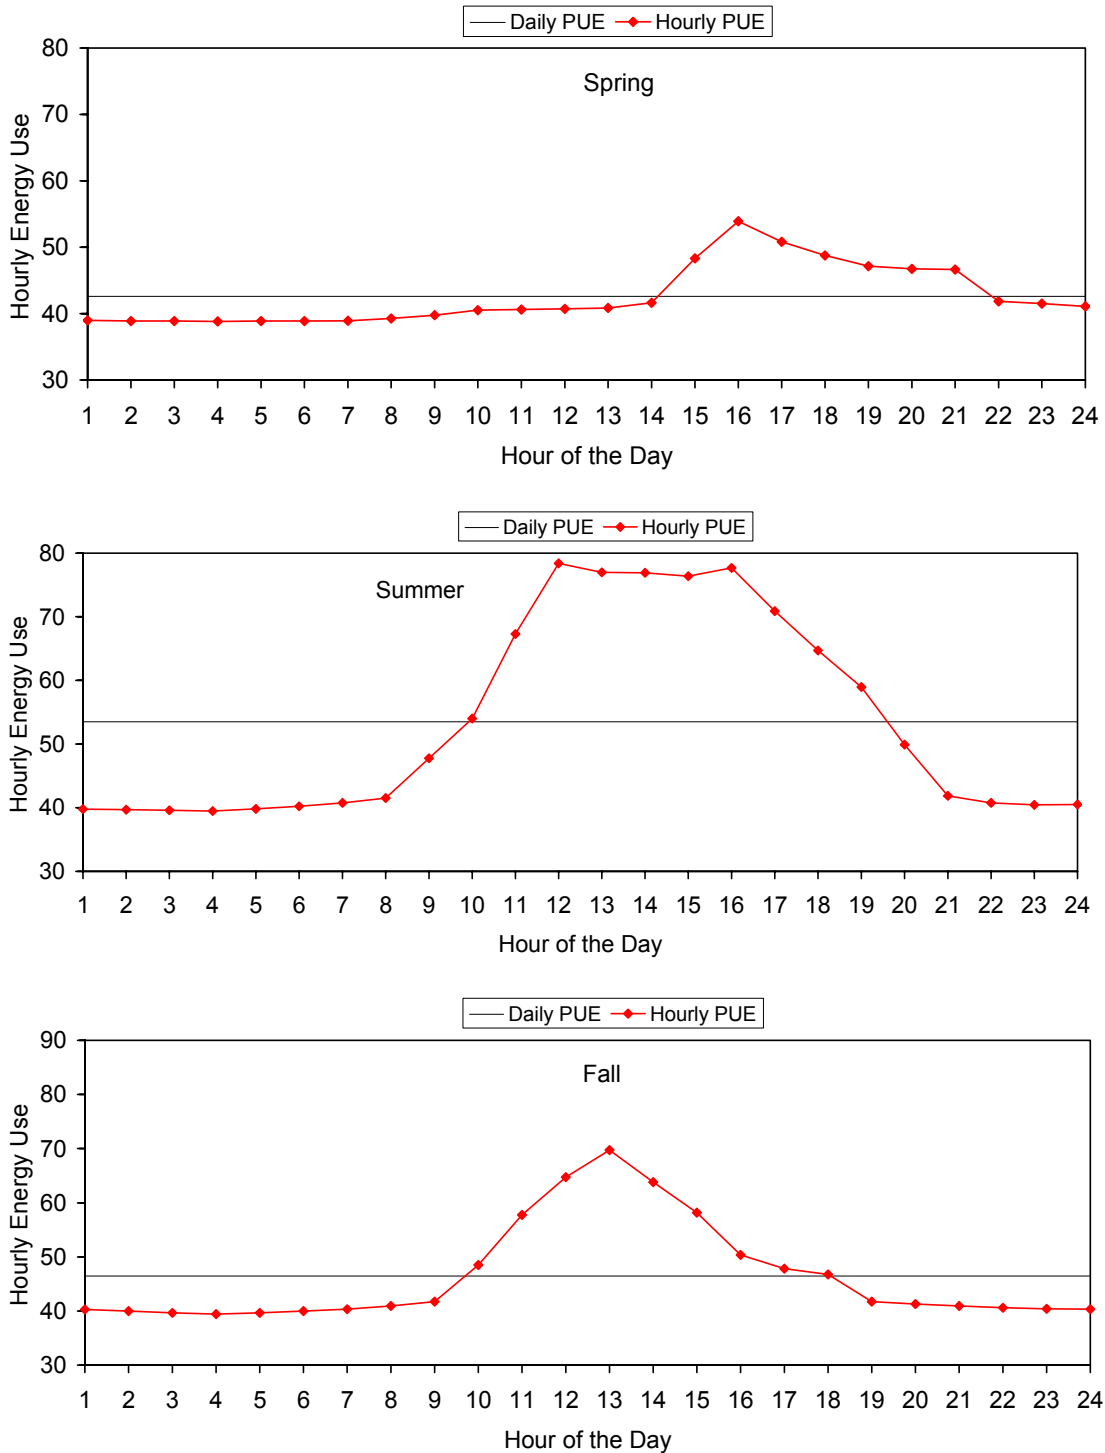 Daily PUE Hourly PUE
Spring
Hourly Energy Use
80
70
60
50
40
30
1 2 3 4 5 6 7 8 9 10 11 12 13 14 15 16 17 18 19 20 21 22 23 24
Hour of the Day
Daily PUE Hourly PUE
Summer
Hourly Energy Use
80
70
60
50
40
30
1 2 3 4 5 6 7 8 9 10 11 12 13 14 15 16 17 18 19 20 21 22 23 24
Hour of the Day
Daily PUE Hourly PUE
Fall
Hourly Energy Use
90
80
70
60
50
40
30
1 2 3 4 5 6 7 8 9 10 11 12 13 14 15 16 17 18 19 20 21 22 23 24
Hour of the Day